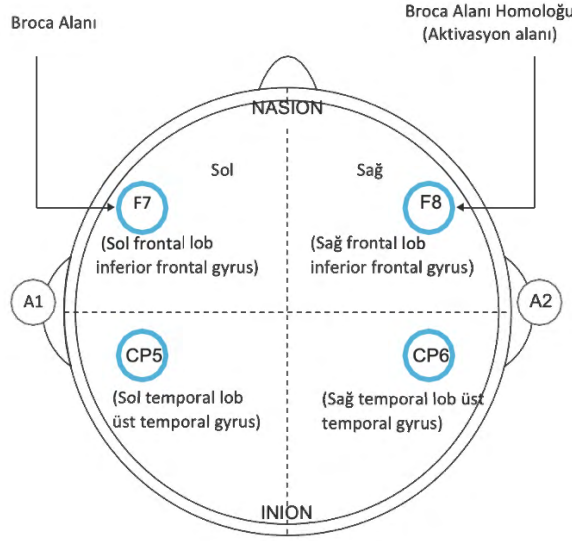 Broca Alanı
Broca Alanı Homoloğu
(Aktivasyon alanı)
NASION
Sol
Sağ
F7
F8
(Sol frontal lob
inferior frontal gyrus)
(Sağ frontal lob
inferior frontal gyrus)
A1
A2
CP5
CP6
(Sol temporal lob
üst temporal gyrus)
(Sağ temporal lob üst
temporal gyrus)
INION